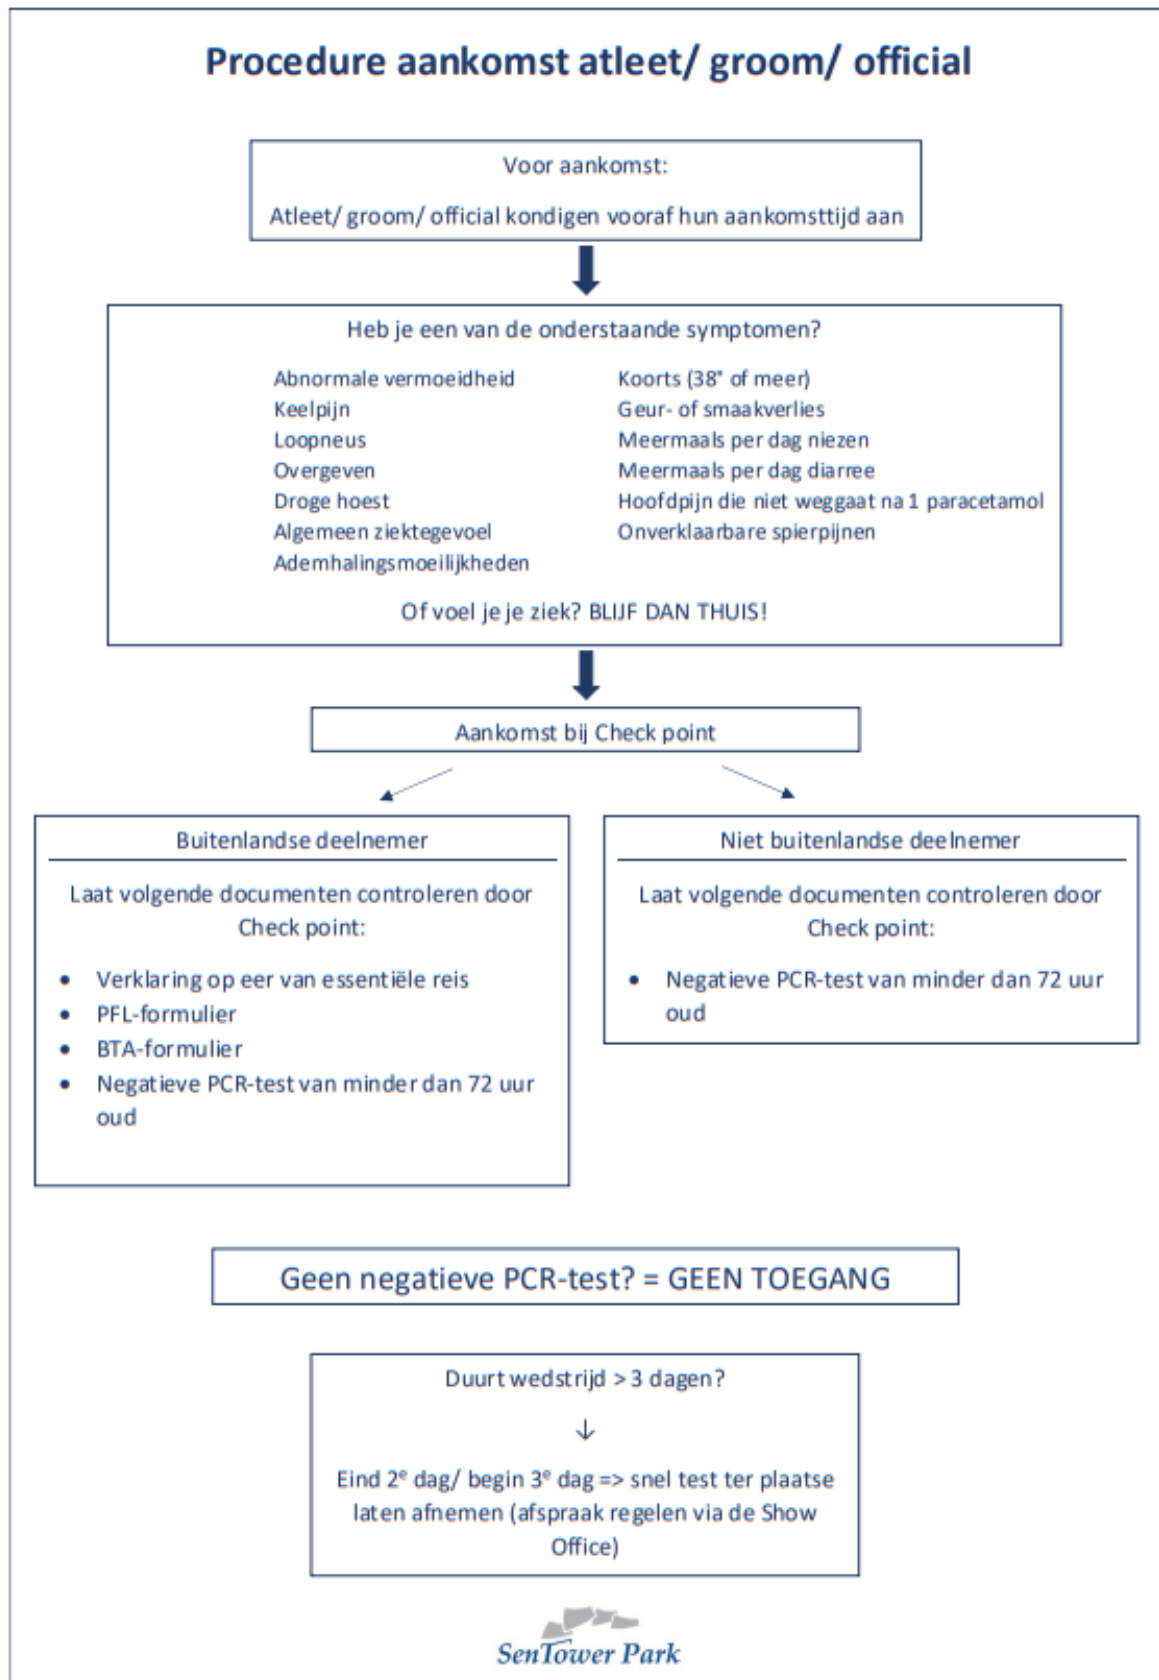 Procedure aankomst atleet/ groom/ official
Voor aankomst:
Atleet/ groom/ official kondigen vooraf hun aankomsttijd aan
Heb je een van de onderstaande symptomen?
Abnormale vermoeidheid
Keelpijn
Loopneus
Overgeven
Droge hoest
Algemeen ziektegevoel
Ademhalingsmoeilijkheden
Koorts (38° of meer)
Geur- of smaakverlies
Meermaals per dag niezen
Meermaals per dag diarree
Hoofdpijn die niet weggaat na 1 paracetamol
Onverklaarbare spierpijnen
Of voel je je ziek? BLIJF DAN THUIS!
Aankomst bij Check point
Buitenlandse deelnemer
Laat volgende documenten controleren door
Check point:
• Verklaring op eer van essentiële reis
• PFL-formulier
• BTA-formulier
• Negatieve PCR-test van minder dan 72 uur
oud
Niet buitenlandse deelnemer
Laat volgende documenten controleren door
Check point:
• Negatieve PCR-test van minder dan 72 uur
oud
Geen negatieve PCR-test? = GEEN TOEGANG
Duurt wedstrijd > 3 dagen?
↓
Eind 2e dag/ begin 3e dag => snel test ter plaatse
laten afnemen (afspraak regelen via de Show
Office)
SenTower Park